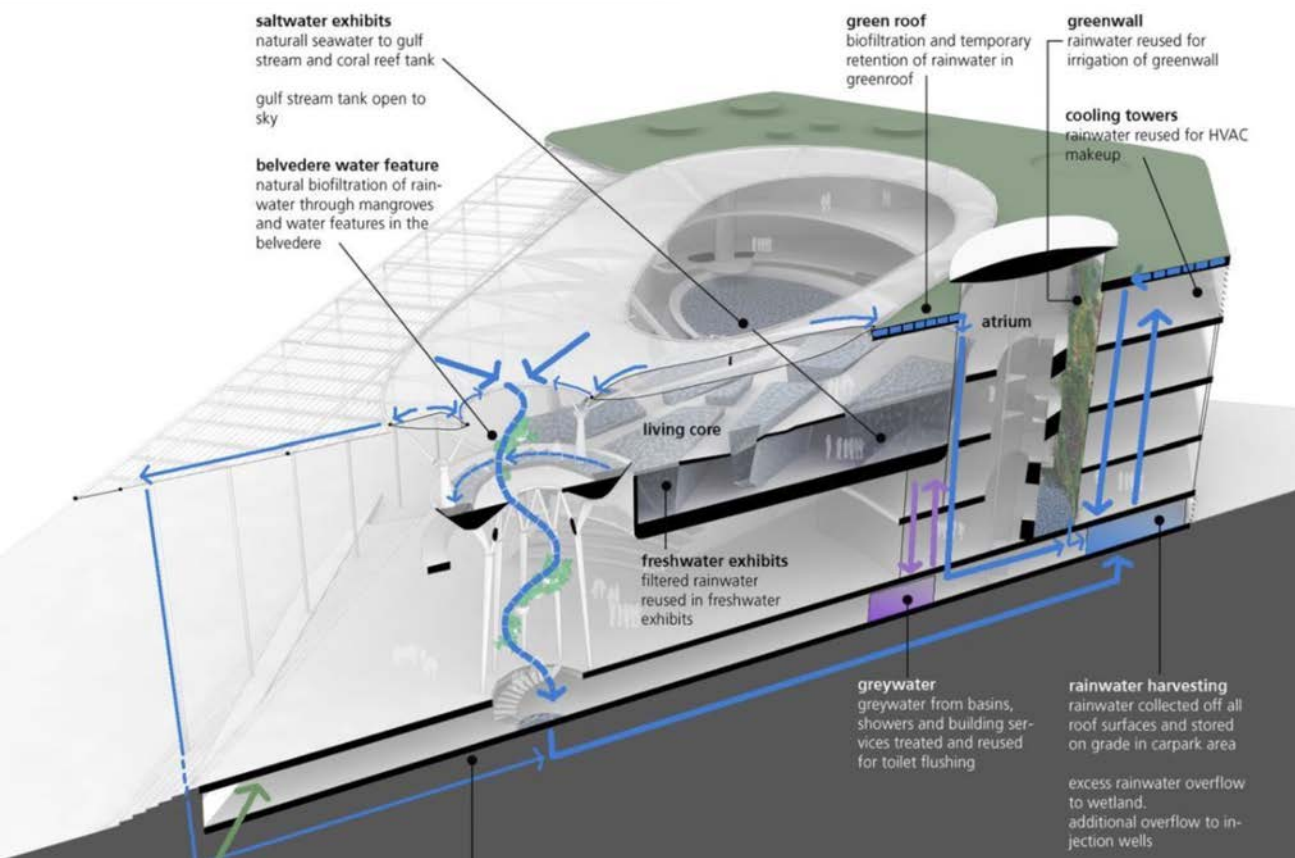 saltwater exhibits
naturall seawater to gulf
stream and coral reef tank
gulf stream tank open to
sky
belvedere water feature
natural biofiltration of rain-
water through mangroves
and water features in the
belvedere
green roof
biofiltration and temporary
retention of rainwater in
greenroof
greenwall
rainwater reused for
irrigation of greenwall
cooling towers
rainwater reused for HVAC
makeup
atrium
living core
freshwater exhibits
filtered rainwater
reused in freshwater
exhibits
greywater
greywater from basins,
showers and building ser-
vices treated and reused
for toilet flushing
rainwater harvesting
rainwater collected off all
roof surfaces and stored
on grade in carpark area
excess rainwater overflow
to wetland.
additional overflow to in-
jection wells